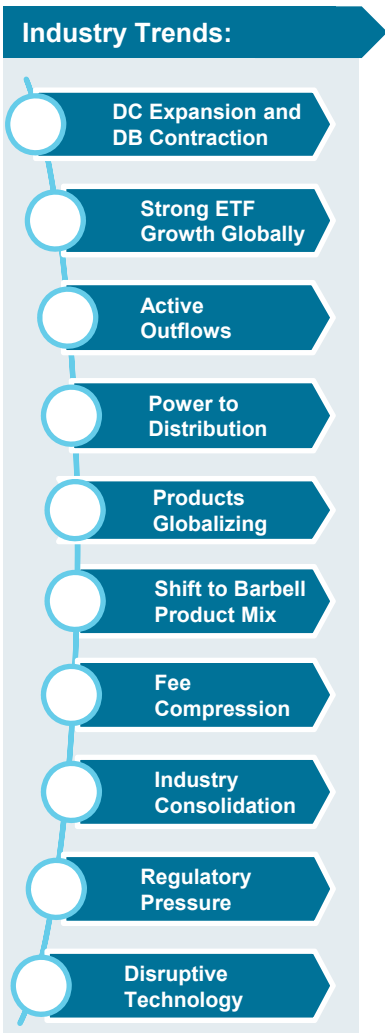 Industry Trends:
DC Expansion and
DB Contraction
Strong ETF
Growth Globally
Active
Outflows
Power to
Distribution
Products
Globalizing
Shift to Barbell
Product Mix
Fee
Compression
Industry
Consolidation
Regulatory
Pressure
Disruptive
Technology